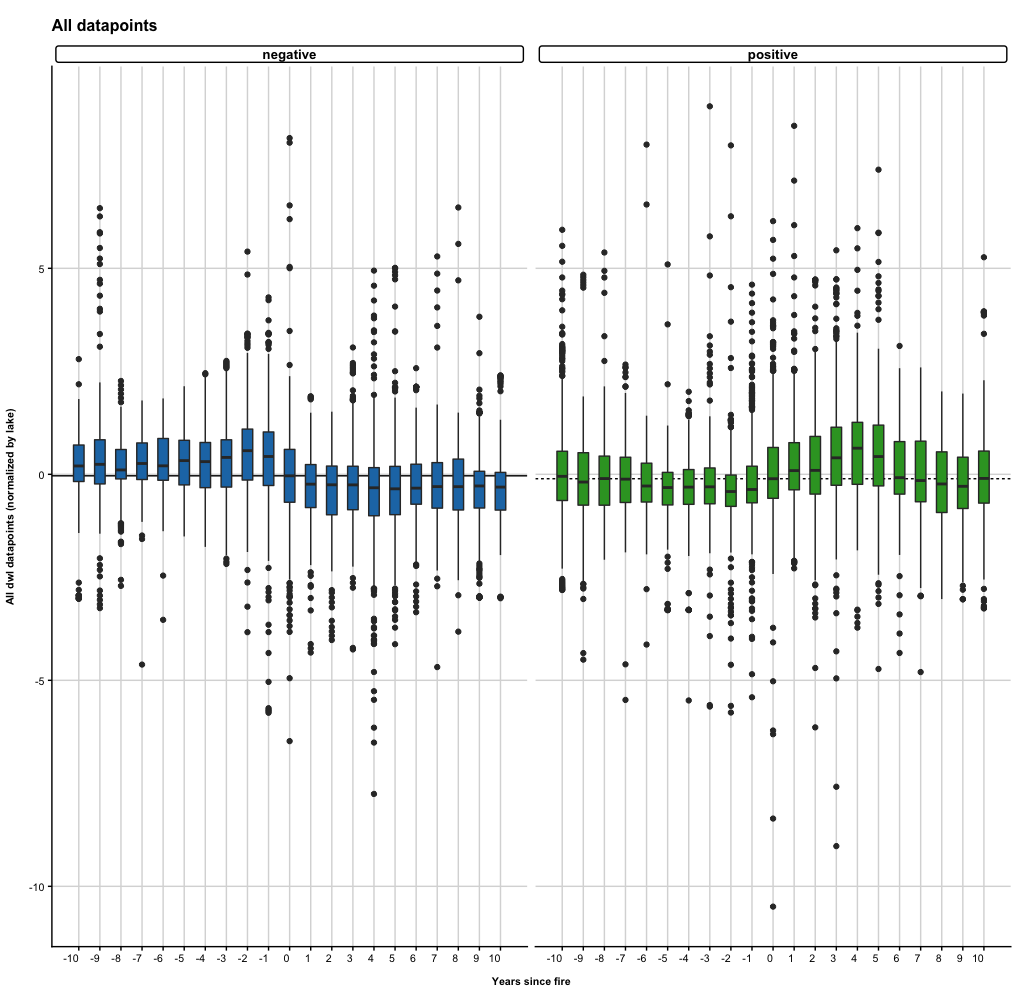 All datapoints
negative positive
All dwl datapoints (normalized by lake)
5
0
-5
-10
-10 -9 -8 -7 -6 -5 -4 -3 -2 -1 0 1 2 3 4 5 6 7 8 9 10 -10 -9 -8 -7 -6 -5 -4 -3 -2 -1 0 1 2 3 4 5 6 7 8 9 10
Years since fire